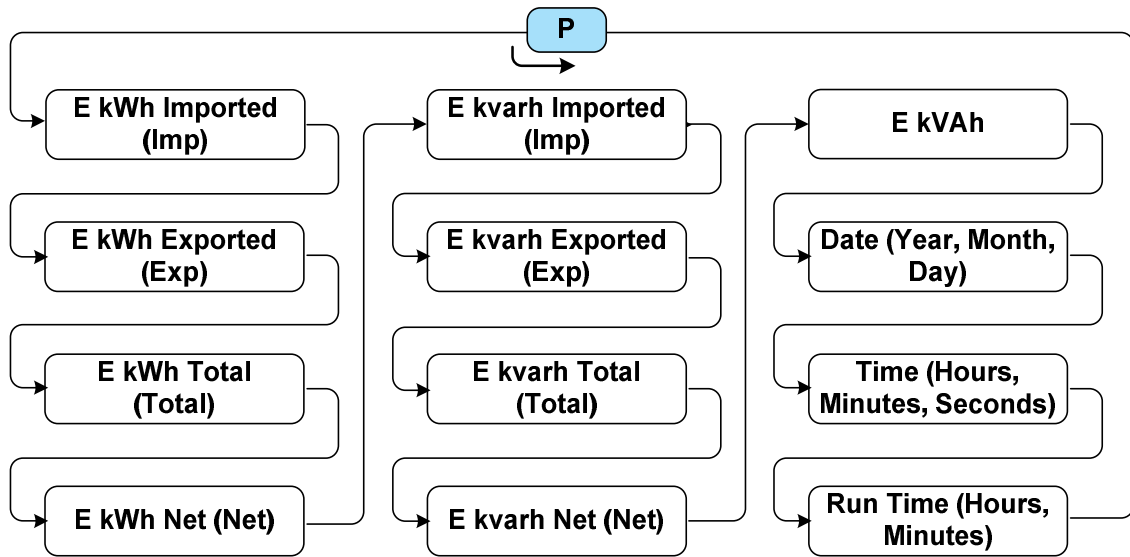 P
E kWh Imported
(Imp)
E kWh Exported
(Exp)
E kWh Total
(Total)
E kWh Net (Net)
E kvarh Imported
(Imp)
E kvarh Exported
(Exp)
E kvarh Total
(Total)
E kvarh Net (Net)
E kVAh
Date (Year, Month,
Day)
Time (Hours,
Minutes, Seconds)
Run Time (Hours,
Minutes)